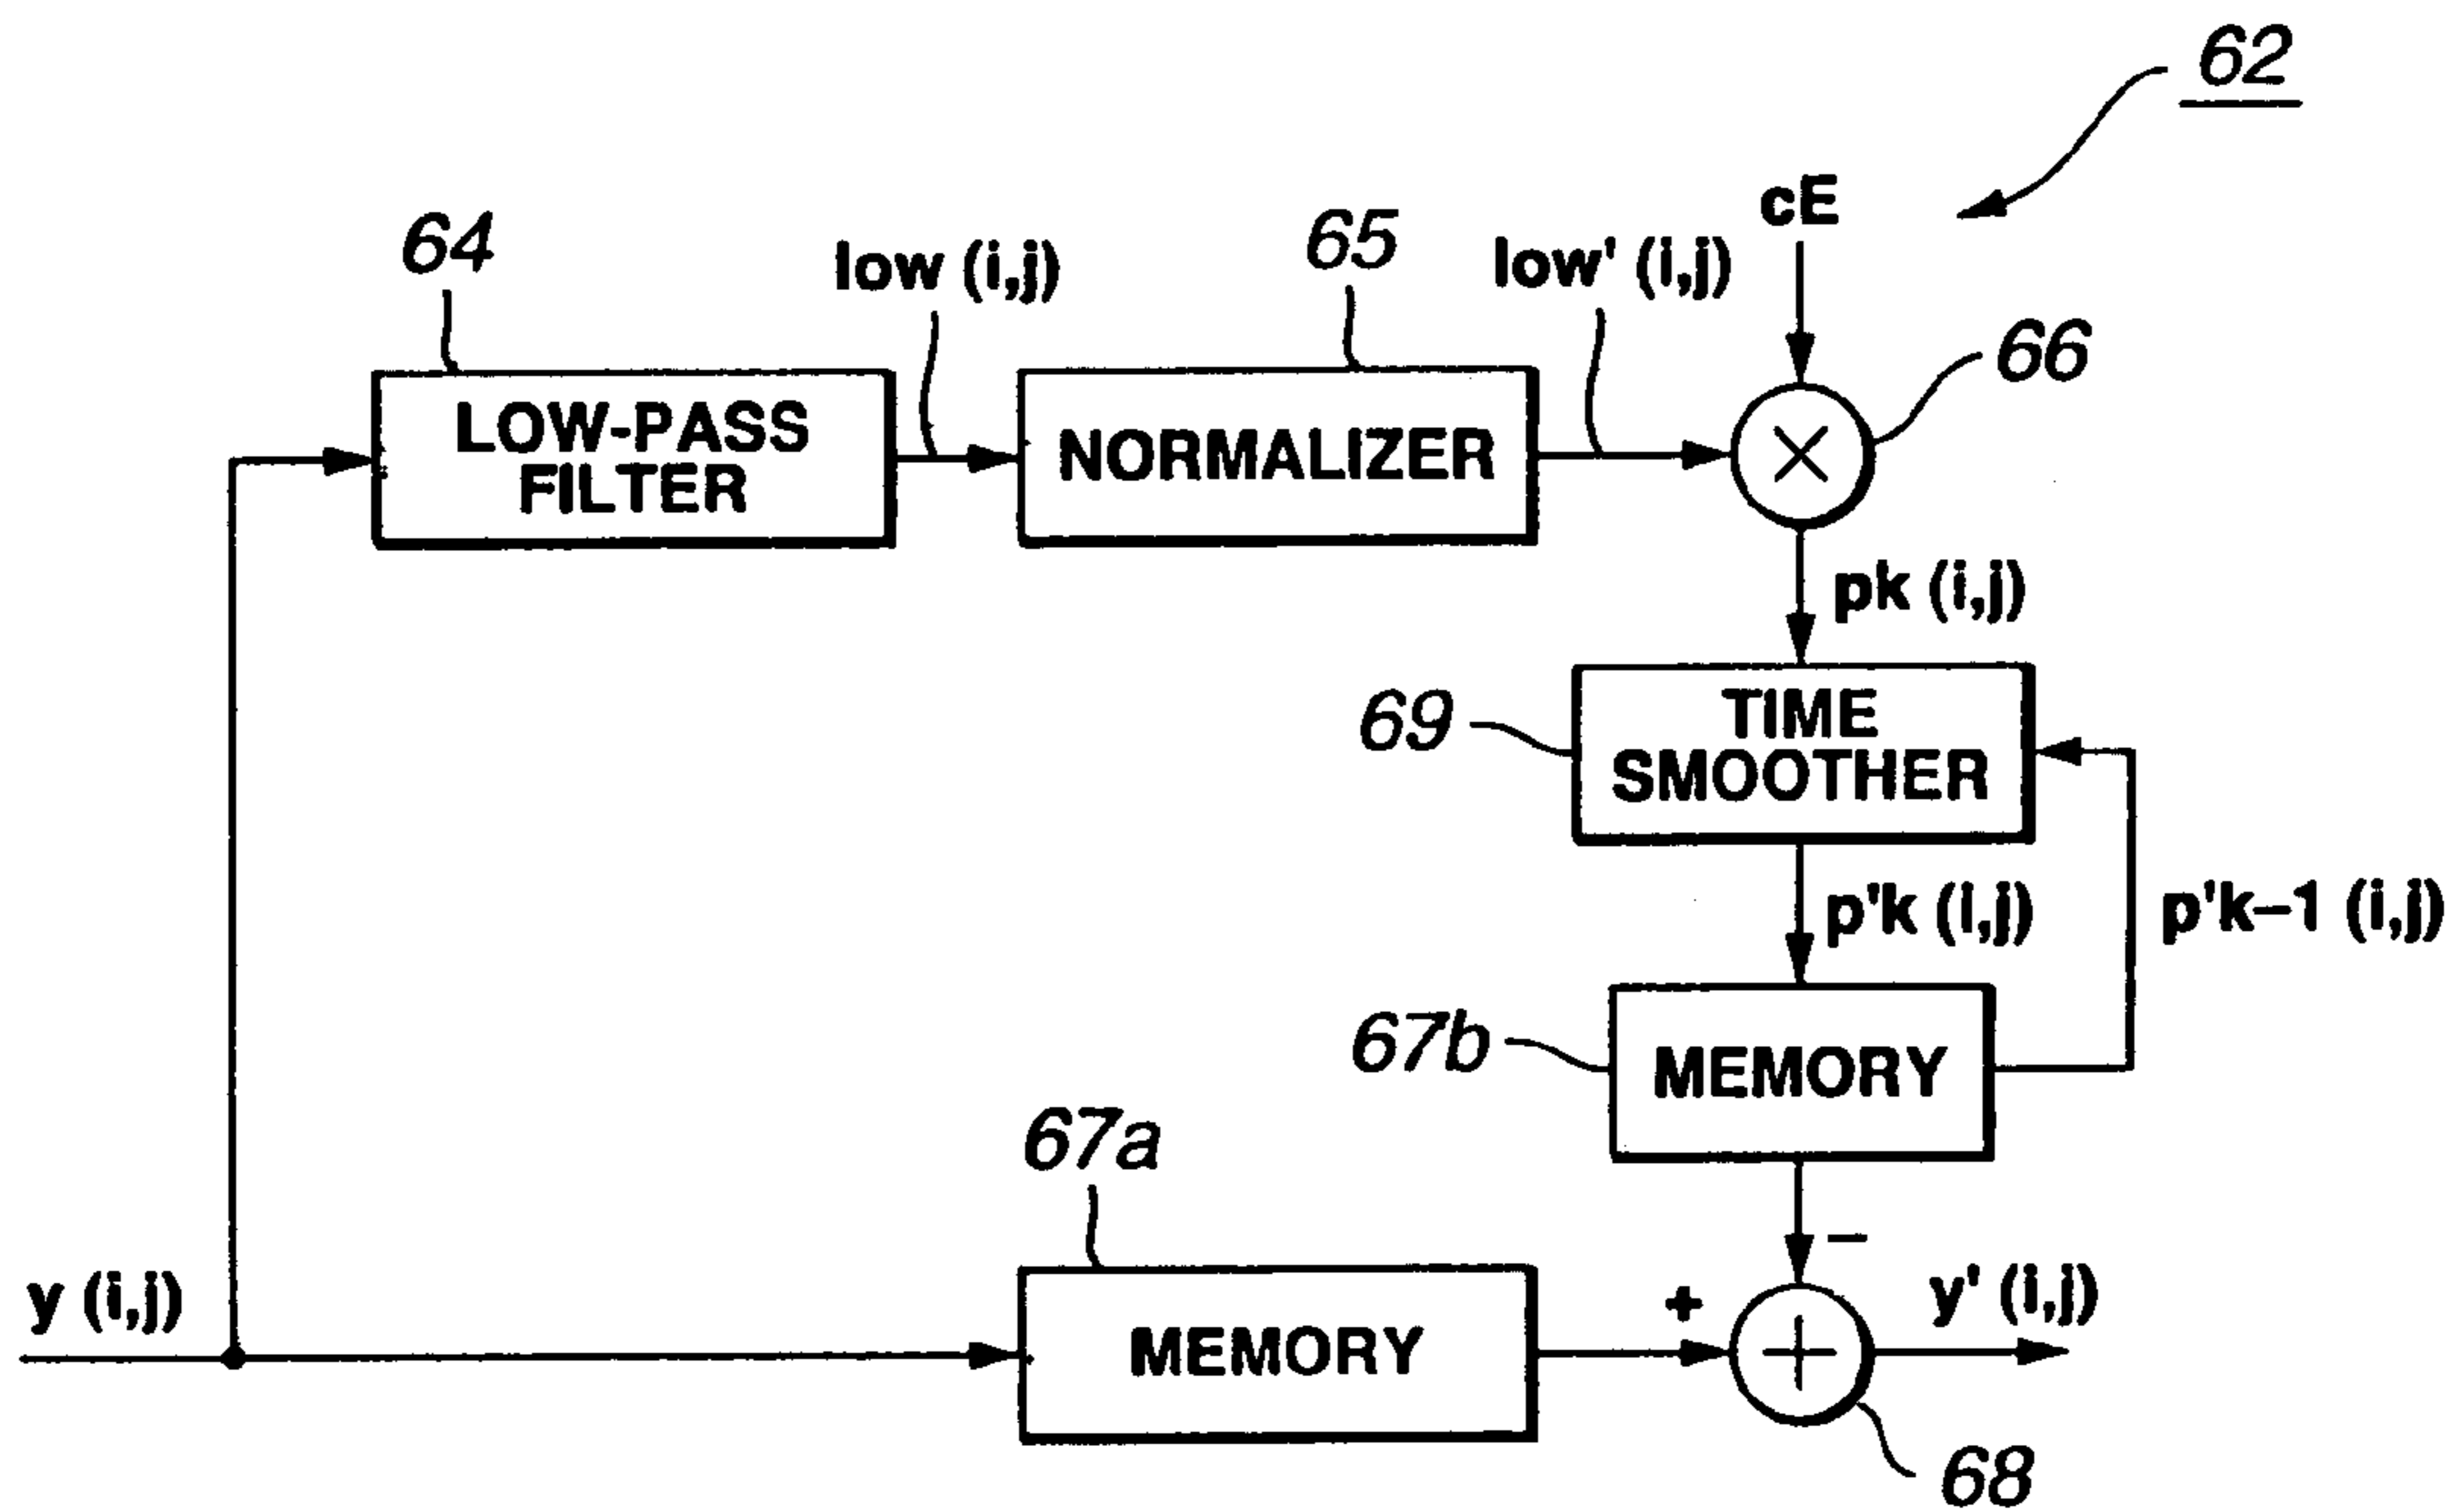 62
cE
64
low (i,j)
65
low' (i,j)
66
LOW-PASS
FILTER
NORMALIZER
×
pk (i,j)
69
TIME
SMOOTHER
p'k (i,j)
p'k–1 (i,j)
67b
MEMORY
67a
–
y (i,j)
MEMORY
+
+
y' (i,j)
68